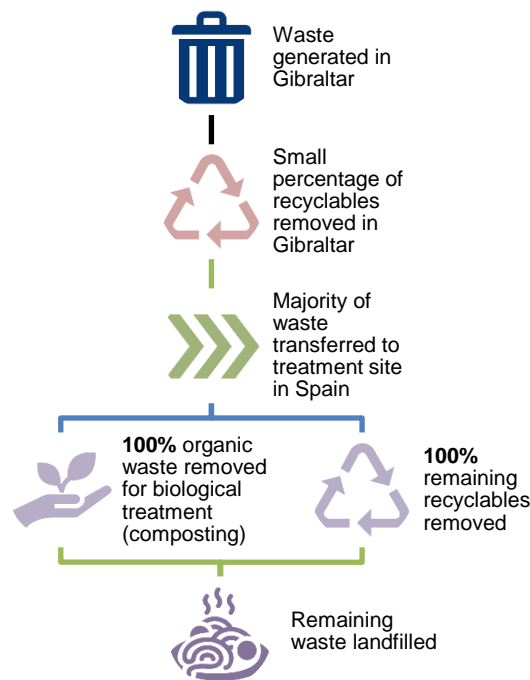 Waste
generated in
Gibraltar
Small
percentage of
recyclables
removed in
Gibraltar
Majority of
waste
transferred to
treatment site
in Spain
100% organic
waste removed
for biological
treatment
(composting)
100%
remaining
recyclables
removed
Remaining
waste landfilled